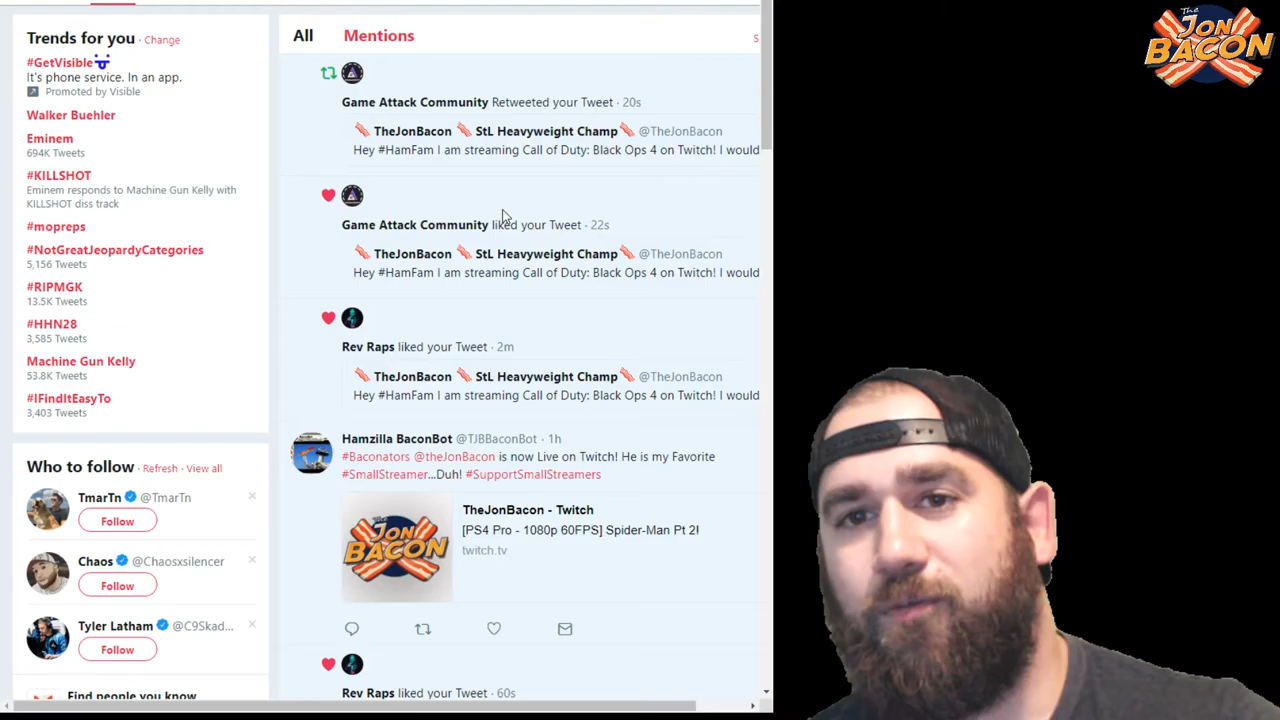 Trends for you · Change
#GetVisible
It's phone service. In an app.
Promoted by Visible
Walker Buehler
Eminem
694K Tweets
#KILLSHOT
Eminem responds to Machine Gun Kelly with
KILLSHOT diss track
#mopreps
#NotGreatJeopardyCategories
5,156 Tweets
#RIPMGK
13.5K Tweets
#HHN28
3,585 Tweets
Machine Gun Kelly
53.8K Tweets
#IFindItEasyTo
3,403 Tweets
Who to follow · Refresh · View all
TmarTn @TmarTn
Follow
Chaos @Chaosxsilencer
Follow
Tyler Latham @C9Skad...
Follow
Find people you know
All Mentions
Game Attack Community Retweeted your Tweet · 20s
TheJonBacon StL Heavyweight Champ @TheJonBacon
Hey #HamFam I am streaming Call of Duty: Black Ops 4 on Twitch! I would
Game Attack Community liked your Tweet · 22s
TheJonBacon StL Heavyweight Champ @TheJonBacon
Hey #HamFam I am streaming Call of Duty: Black Ops 4 on Twitch! I would
Rev Raps liked your Tweet · 2m
TheJonBacon StL Heavyweight Champ @TheJonBacon
Hey #HamFam I am streaming Call of Duty: Black Ops 4 on Twitch! I would
Hamzilla BaconBot @TJBBaconBot · 1h
#Baconators @theJonBacon is now Live on Twitch! He is my Favorite
#SmallStreamer...Duh! #SupportSmallStreamers
The
JON
BACON
TheJonBacon - Twitch
[PS4 Pro - 1080p 60FPS] Spider-Man Pt 2!
twitch.tv
Rev Raps liked your Tweet · 60s
The
JON
BACON